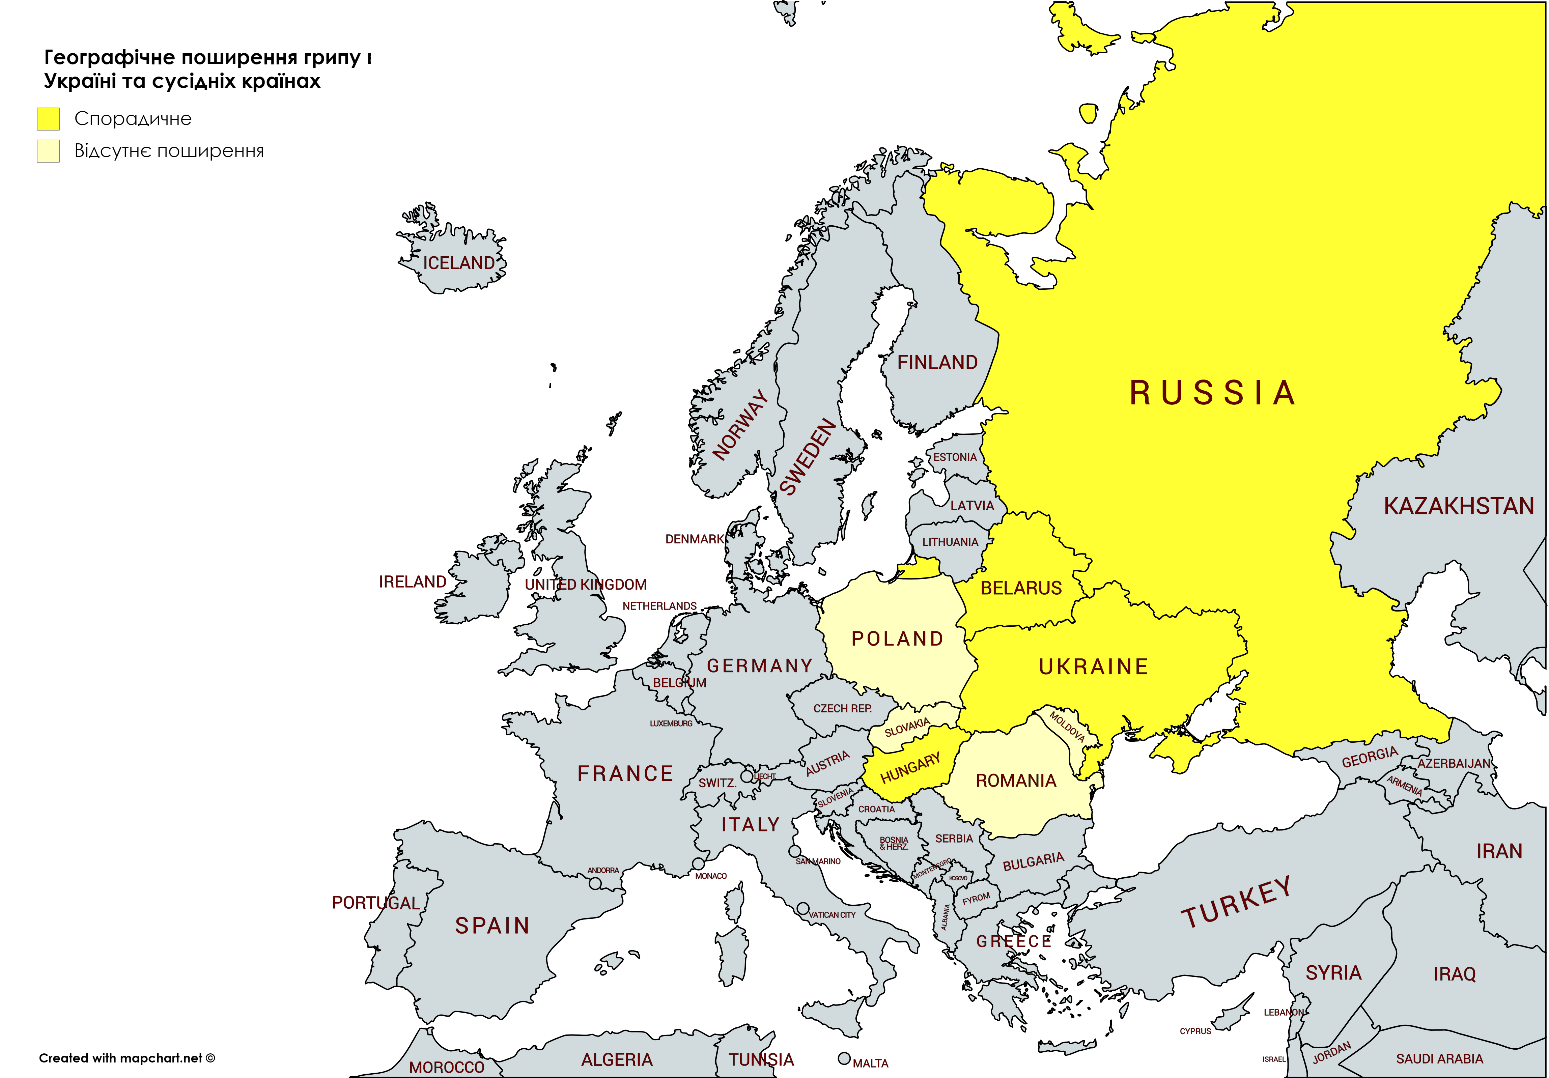 Географічне поширення грипу в
Україні та сусідніх країнах
Спорадичне
Відсутнє поширення
ICELAND
FINLAND
RUSSIA
NORWAY
SWEDEN
ESTONIA
KAZAKHSTAN
LATVIA
DENMARK
LITHUANIA
IRELAND
UNITED KINGDOM
BELARUS
NETHERLANDS
POLAND
GERMANY
UKRAINE
BELGIUM
CZECH REP.
LUXEMBURG
SLOVAKIA
MOLDOVA
FRANCE
SWITZ.
LIECHT.
AUSTRIA
HUNGARY
ROMANIA
GEORGIA
AZERBAIJAN
ARMENIA
SLOVENIA
CROATIA
ITALY
BOSNIA
& HERZ.
SERBIA
IRAN
SAN MARINO
BULGARIA
ANDORRA
MONACO
MONTENEGRO
KOSOVO
TURKEY
PORTUGAL
SPAIN
VATICAN CITY
ALBANIA
FYROM
GREECE
SYRIA
IRAQ
LEBANON
CYPRUS
ISRAEL
JORDAN
SAUDI ARABIA
MOROCCO
ALGERIA
TUNISIA
MALTA
Created with mapchart.net ©